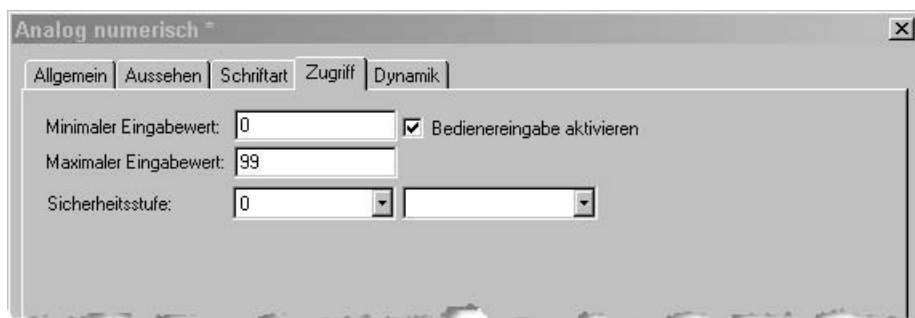 Analog numerisch *
Allgemein Aussehen Schriftart Zugriff Dynamik
Minimaler Eingabewert: 0 Bedienereingabe aktivieren
Maximaler Eingabewert: 99
Sicherheitsstufe: 0